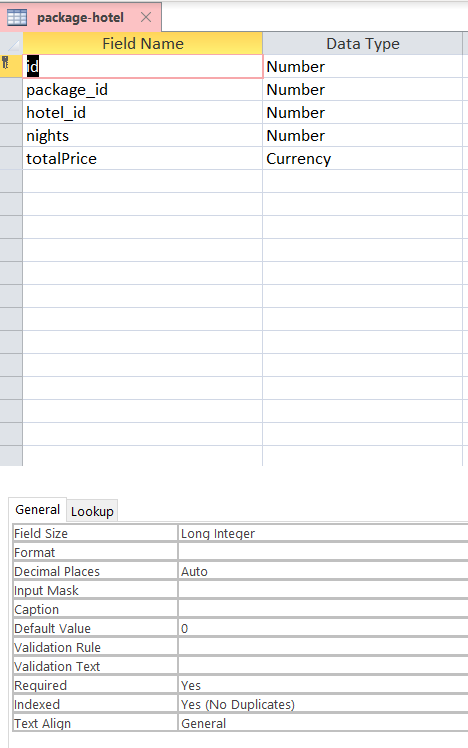 package-hotel
Field Name Data Type
id Number
package_id Number
hotel_id Number
nights Number
totalPrice Currency
General Lookup
Field Size Long Integer
Format
Decimal Places Auto
Input Mask
Caption
Default Value 0
Validation Rule
Validation Text
Required Yes
Indexed Yes (No Duplicates)
Text Align General